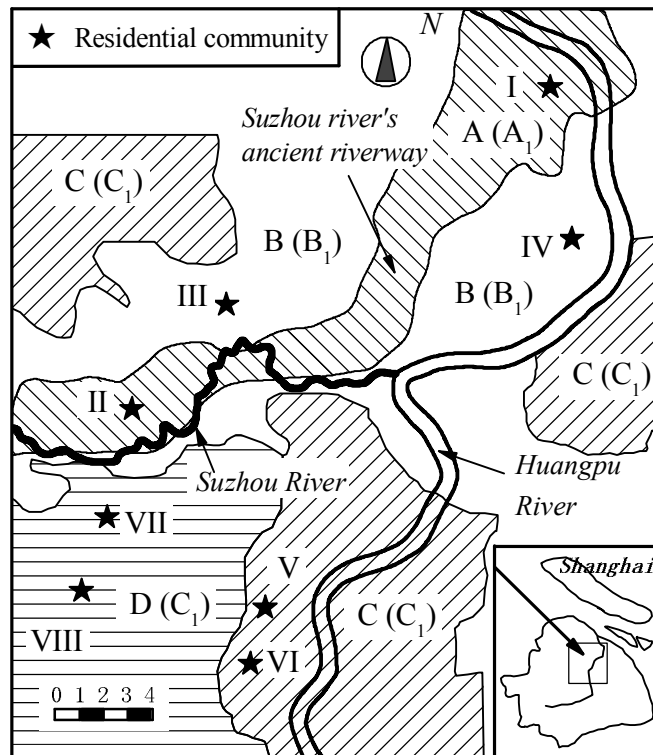 Residential community
N
I
Suzhou river's
ancient riverway
A (A1)
C (C1)
B (B1)
IV
III
B (B1)
C (C1)
II
Suzhou River
Huangpu
River
VII
V
Shanghai
D (C1)
C (C1)
VIII
VI
0 1 2 3 4